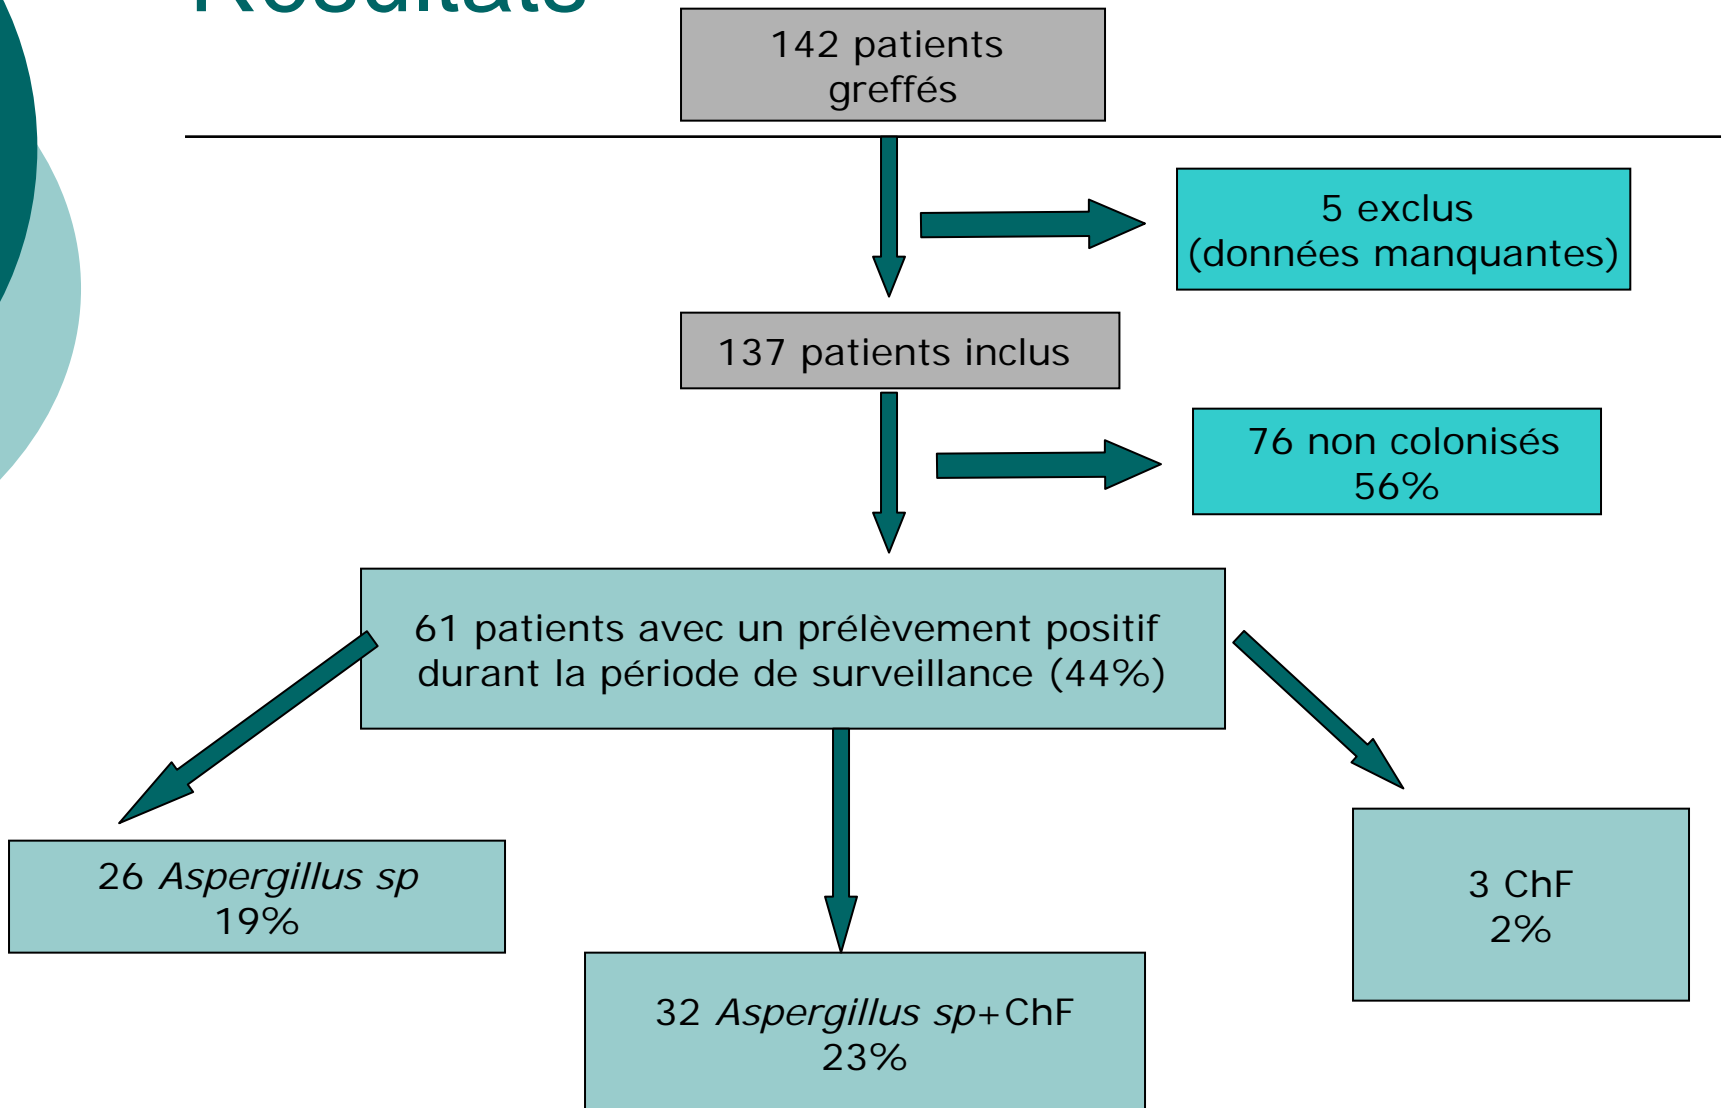 Résultats
142 patients
greffés
5 exclus
(données manquantes)
137 patients inclus
76 non colonisés
56%
61 patients avec un prélèvement positif
durant la période de surveillance (44%)
26 Aspergillus sp
19%
3 ChF
2%
32 Aspergillus sp+ChF
23%